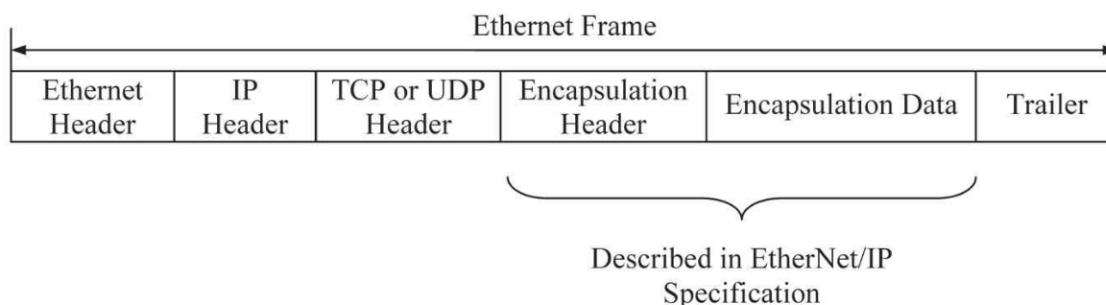 Ethernet Frame
Ethernet Header
IP Header
TCP or UDP Header
Encapsulation Header
Encapsulation Data
Trailer
Described in EtherNet/IP
Specification